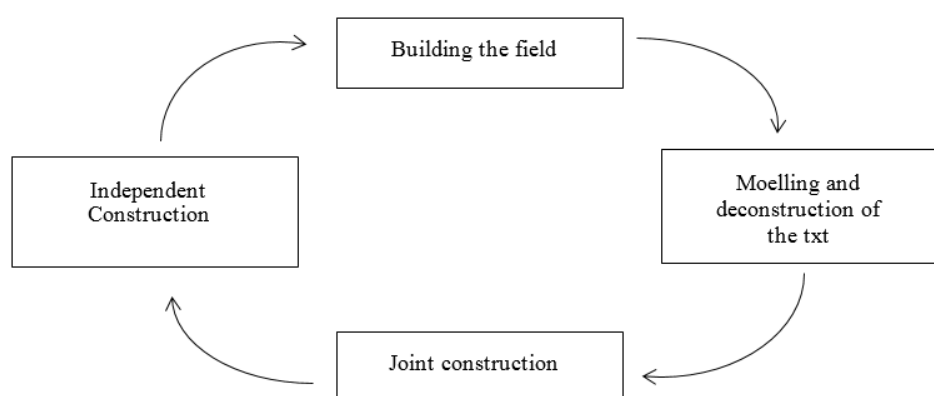 Building the field
Moelling and
deconstruction of
the txt
Joint construction
Independent
Construction